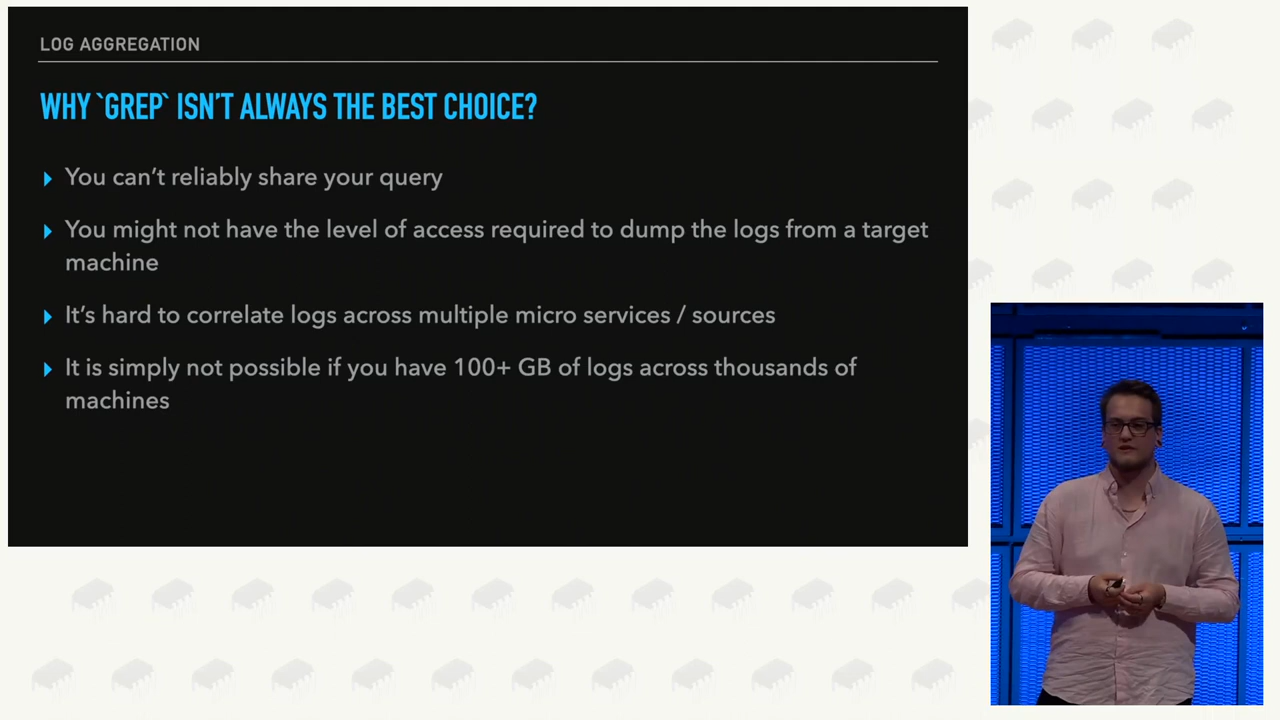 LOG AGGREGATION
WHY `GREP` ISN'T ALWAYS THE BEST CHOICE?
You can't reliably share your query
You might not have the level of access required to dump the logs from a target
machine
It's hard to correlate logs across multiple micro services / sources
It is simply not possible if you have 100+ GB of logs across thousands of
machines